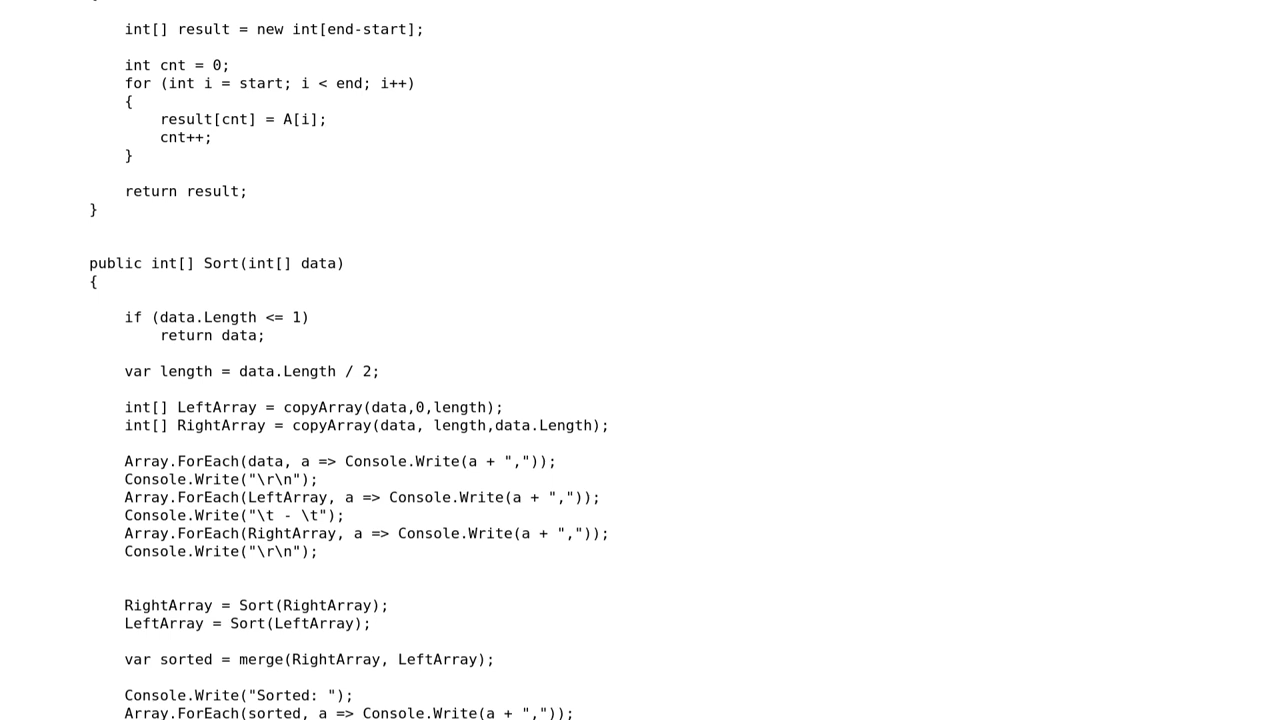 int[] result = new int[end-start];
int cnt = 0;
for (int i = start; i < end; i++)
{
result[cnt] = A[i];
cnt++;
}
return result;
}
public int[] Sort(int[] data)
{
if (data.Length <= 1)
return data;
var length = data.Length / 2;
int[] LeftArray = copyArray(data,0,length);
int[] RightArray = copyArray(data, length,data.Length);
Array.ForEach(data, a => Console.Write(a + ","));
Console.Write("\r\n");
Array.ForEach(LeftArray, a => Console.Write(a + ","));
Console.Write("\t - \t");
Array.ForEach(RightArray, a => Console.Write(a + ","));
Console.Write("\r\n");
RightArray = Sort(RightArray);
LeftArray = Sort(LeftArray);
var sorted = merge(RightArray, LeftArray);
Console.Write("Sorted: ");
Array.ForEach(sorted, a => Console.Write(a + ","));